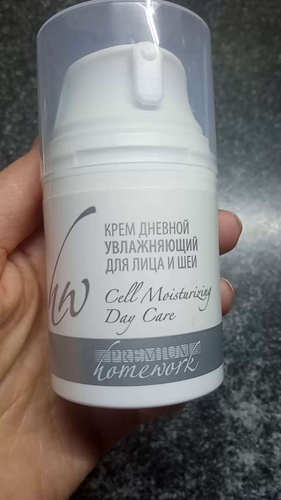 hw
КРЕМ ДНЕВНОЙ
УВЛАЖНЯЮЩИЙ
ДЛЯ ЛИЦА И ШЕИ
Cell Moisturizing
Day Care
PREMIUM
homework